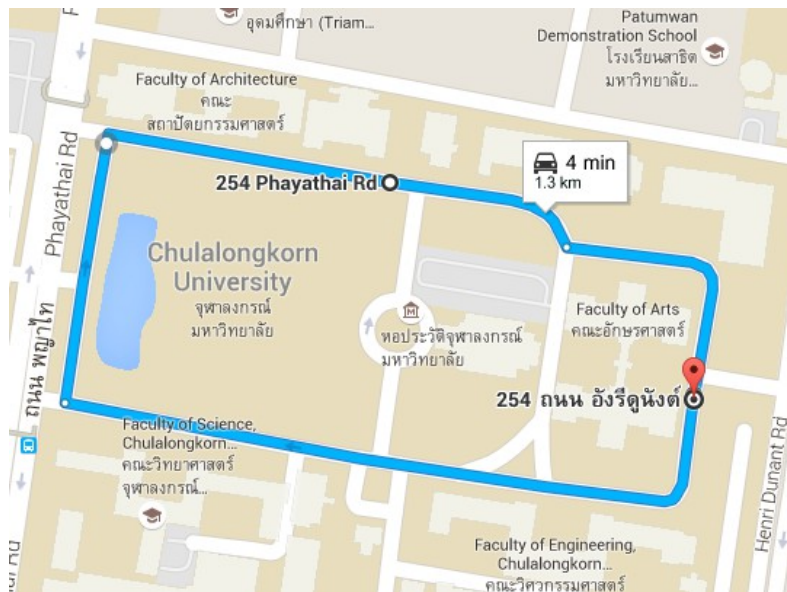 อุดมศึกษา (Triam...
Patumwan
Demonstration School
โรงเรียนสาธิต
มหาวิทยาลัย...
Faculty of Architecture
คณะ
สถาปัตยกรรมศาสตร์
Phayathai Rd
4 min
1.3 km
254 Phayathai Rd
Chulalongkorn
University
จุฬาลงกรณ์
มหาวิทยาลัย
หอประวัติจุฬาลงกรณ์
มหาวิทยาลัย
Faculty of Arts
คณะอักษรศาสตร์
ถนน พญาไท
254 ถนน อังรีดูนังต์
Faculty of Science,
Chulalongkorn...
คณะวิทยาศาสตร์
จุฬาลงกรณ์...
Henri Dunant Rd
Faculty of Engineering,
Chulalongkorn...
คณะวิศวกรรมศาสตร์
Rd